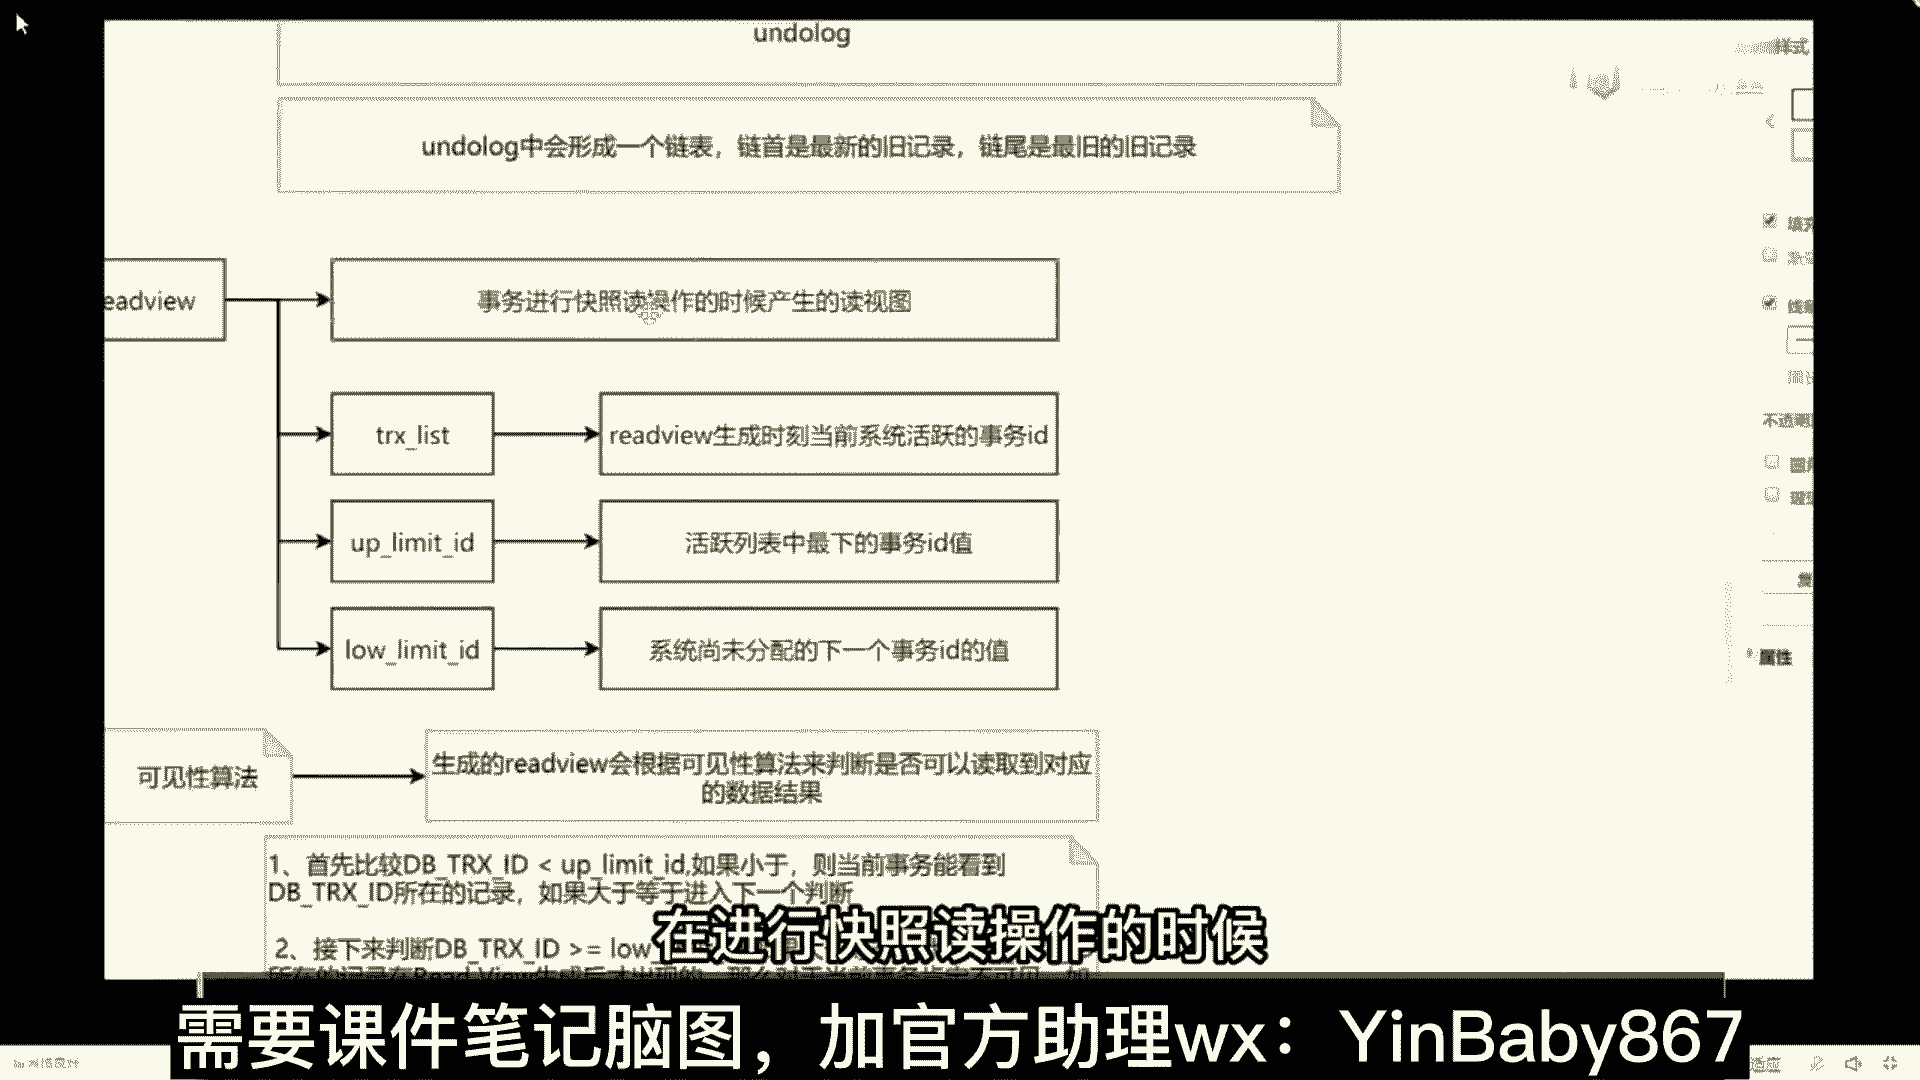 undolog
样式
undolog中会形成一个链表，链首是最新的旧记录，链尾是最旧的旧记录
填充
eadview
事务进行快照读操作的时候产生的读视图
线条
trx_list
readview生成时刻当前系统活跃的事务id
不透明
up_limit_id
活跃列表中最下的事务id值
low_limit_id
系统尚未分配的下一个事务id的值
属性
可见性算法
生成的readview会根据可见性算法来判断是否可以读取到对应
的数据结果
1、首先比较DB_TRX_ID < up_limit_id,如果小于，则当前事务能看到
DB_TRX_ID所在的记录，如果大于等于进入下一个判断
2、接下来判断DB_TRX_ID >= low_
在进行快照读操作的时候
需要课件笔记脑图，加官方助理wx：YinBaby867